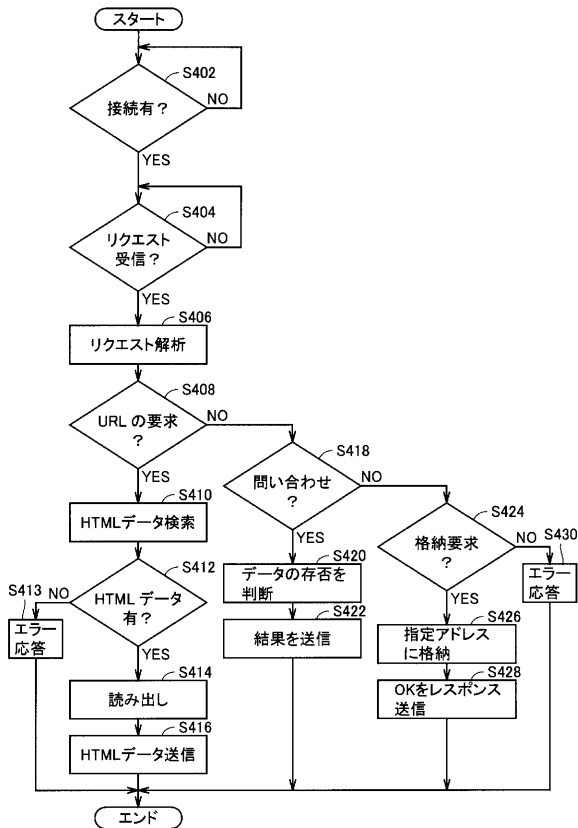 スタート
S402
接続有?
NO
YES
S404
リクエスト
受信?
NO
YES
S406
リクエスト解析
S408
URLの要求
?
NO
YES
S410
HTMLデータ検索
S412
HTMLデータ
有?
NO
YES
S413
エラー
応答
S414
読み出し
S416
HTMLデータ送信
S418
問い合わせ
?
NO
YES
S420
データの存否を
判断
S422
結果を送信
S424
格納要求
?
NO
YES
S426
指定アドレス
に格納
S428
OKをレスポンス
送信
S430
エラー
応答
エンド